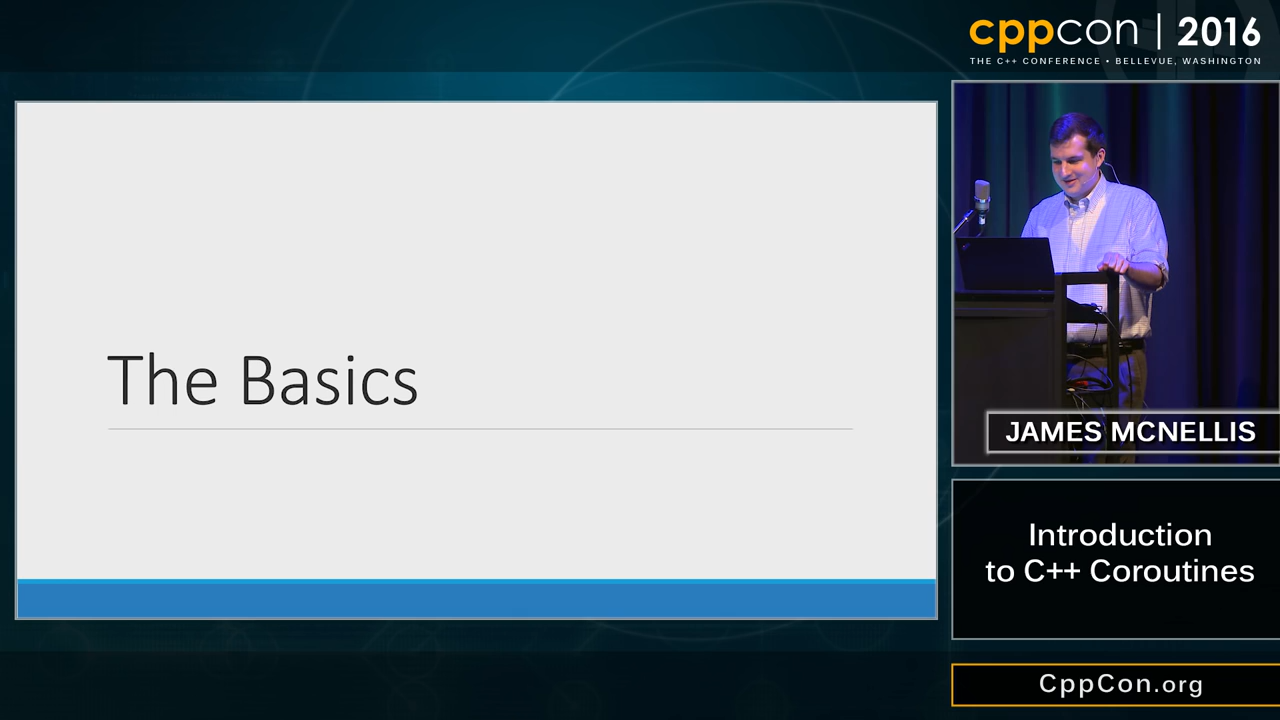 cppcon | 2016
THE C++ CONFERENCE • BELLEVUE, WASHINGTON
The Basics
JAMES MCNELLIS
Introduction
to C++ Coroutines
CppCon.org